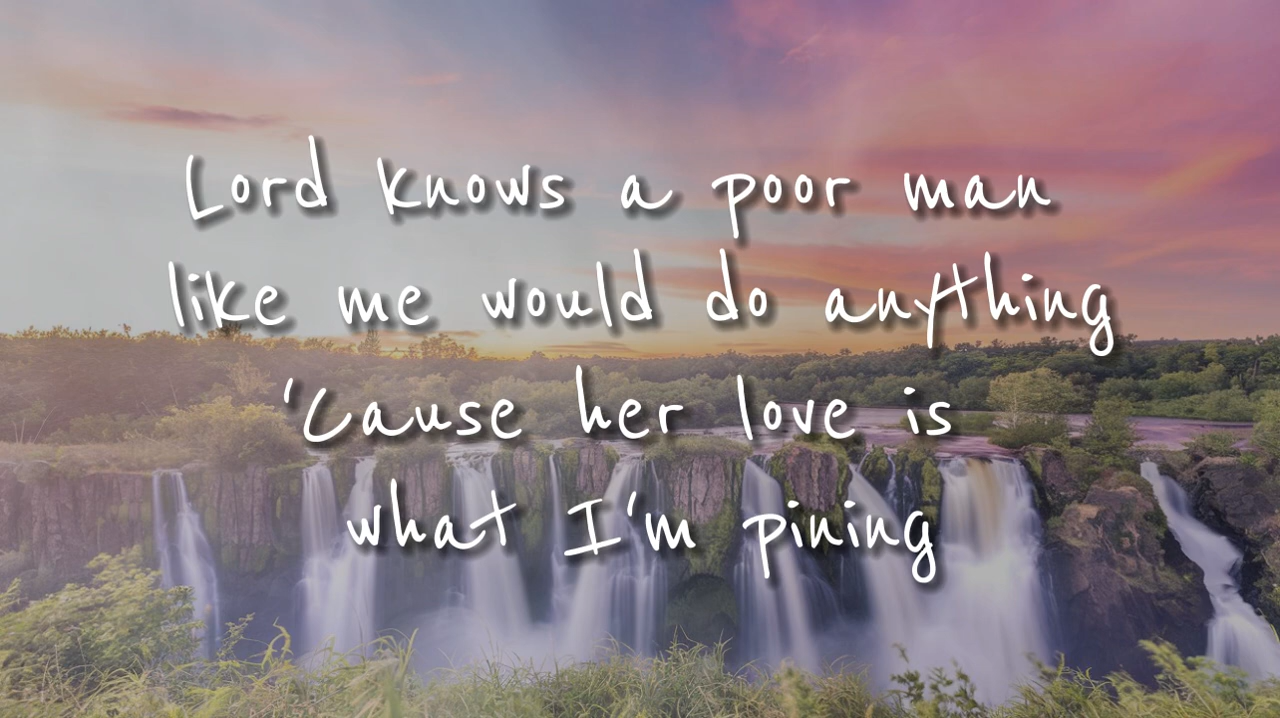 Lord knows a poor man
like me would do anything
'Cause her love is
what I'm pining